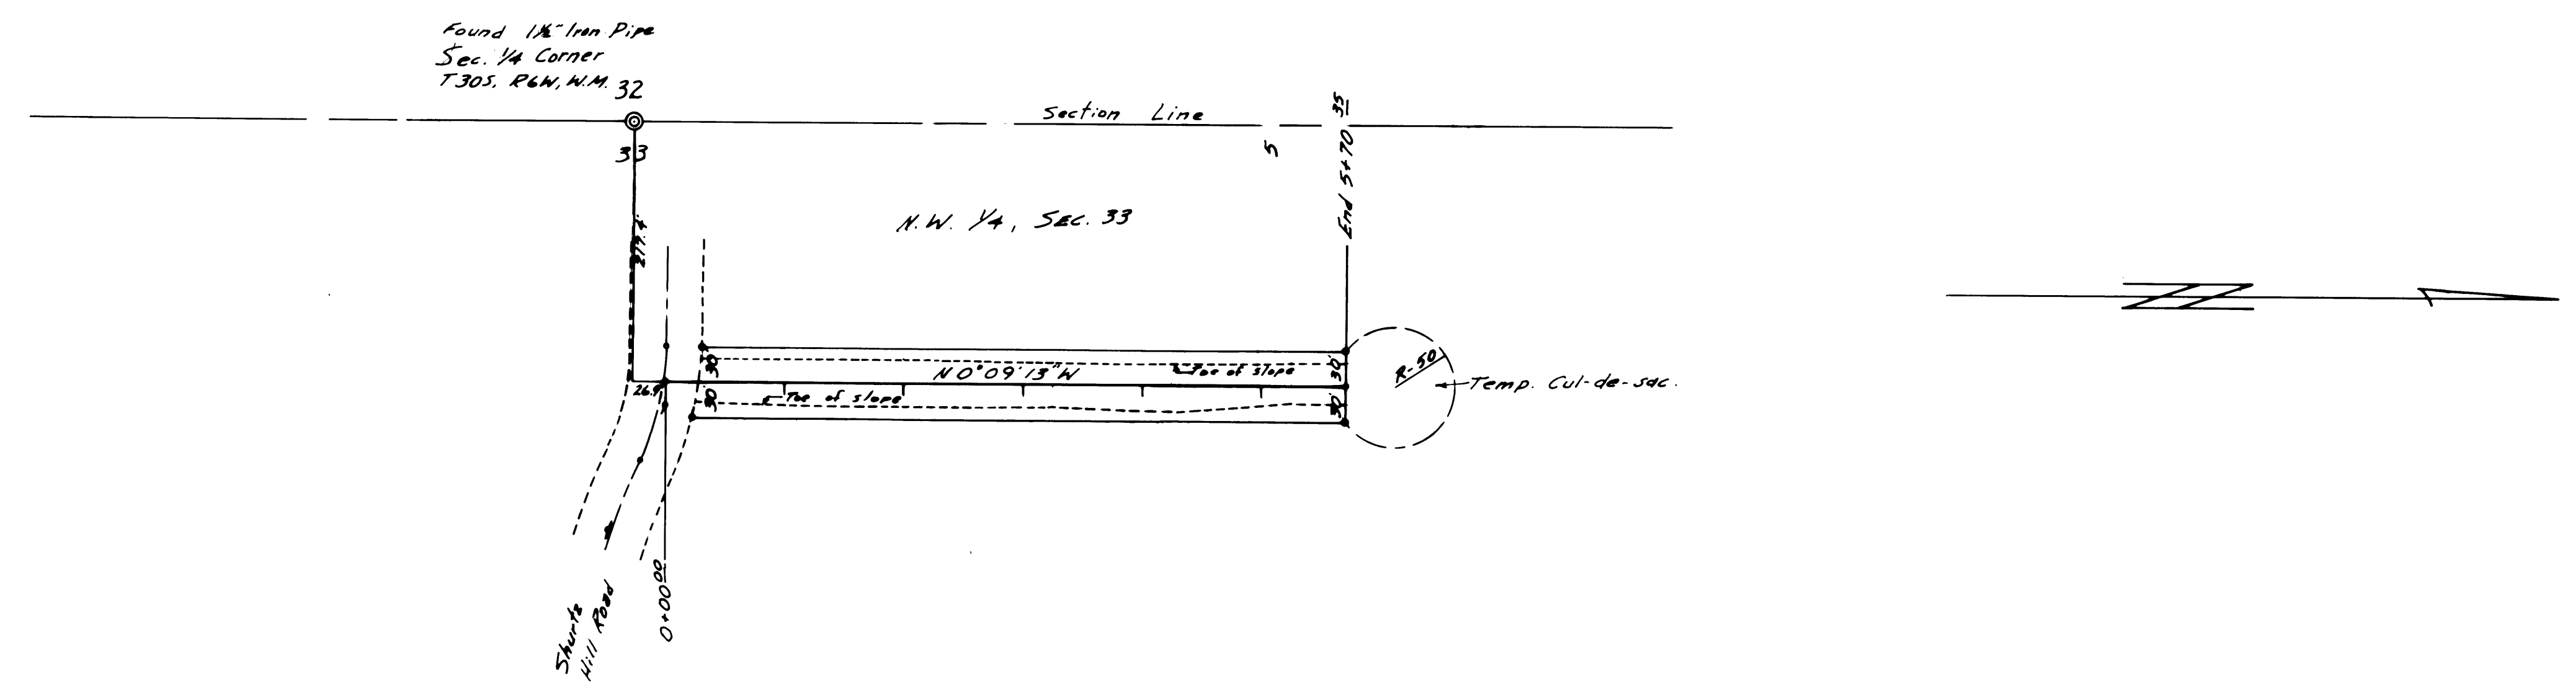 Found 1½" Iron Pipe
Sec. 1/4 Corner
T30S, R6W, W.M.
32
33
Section Line
5
End 5+70 35
N.W. 1/4, SEC. 33
30'
N 0°09'13"W
Toe of slope
30'
26.9
30'
Toe of slope
30'
R-50'
Temp. Cul-de-sac.
0+00 00
Shurtz
Hill Road
N